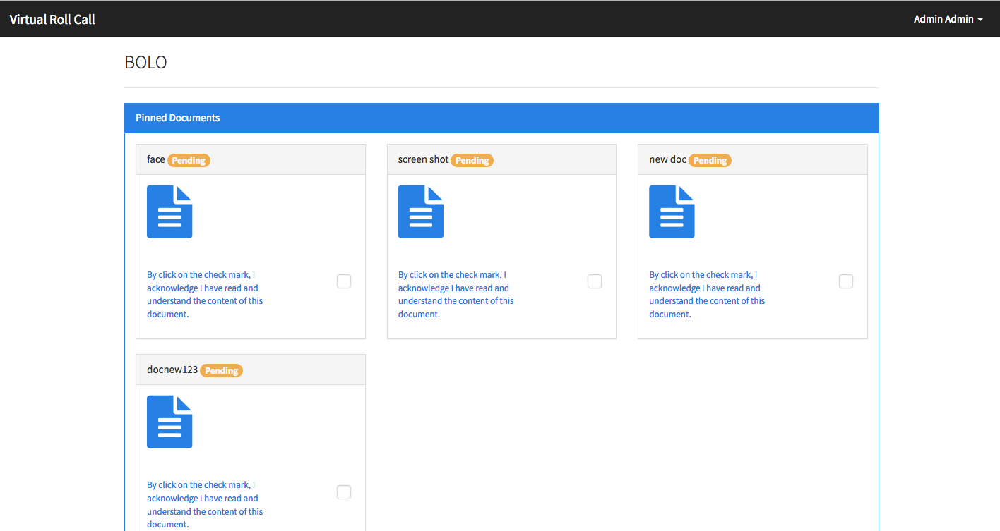 Virtual Roll Call
Admin Admin
BOLO
Pinned Documents
face Pending
screen shot Pending
new doc Pending
By click on the check mark, I
acknowledge I have read and
understand the content of this
document.
By click on the check mark, I
acknowledge I have read and
understand the content of this
document.
By click on the check mark, I
acknowledge I have read and
understand the content of this
document.
docnew123 Pending
By click on the check mark, I
acknowledge I have read and
understand the content of this
document.